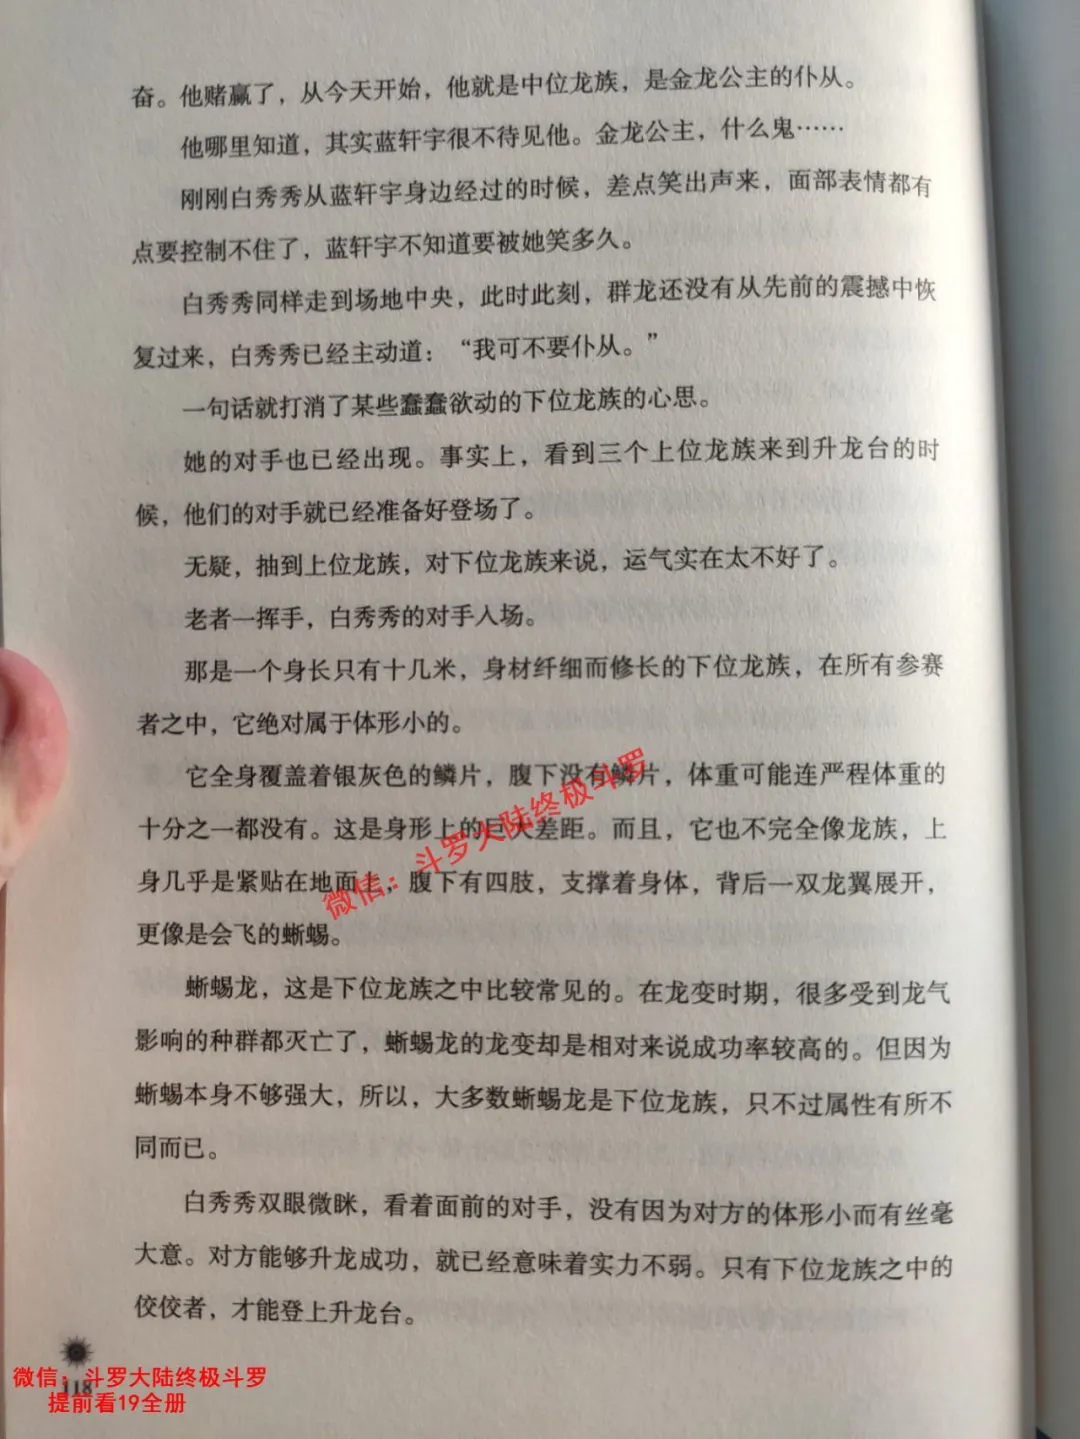 奋。他赌赢了，从今天开始，他就是中位龙族，是金龙公主的仆从。
他哪里知道，其实蓝轩宇很不待见他。金龙公主，什么鬼……
刚刚白秀秀从蓝轩宇身边经过的时候，差点笑出声来，面部表情都有
点要控制不住了，蓝轩宇不知道要被她笑多久。
白秀秀同样走到场地中央，此时此刻，群龙还没有从先前的震撼中恢
复过来，白秀秀已经主动道：“我可不要仆从。”
一句话就打消了某些蠢蠢欲动的下位龙族的心思。
她的对手也已经出现。事实上，看到三个上位龙族来到升龙台的时
候，他们的对手就已经准备好登场了。
无疑，抽到上位龙族，对下位龙族来说，运气实在太不好了。
老者一挥手，白秀秀的对手入场。
那是一个身长只有十几米，身材纤细而修长的下位龙族，在所有参赛
者之中，它绝对属于体形小的。
它全身覆盖着银灰色的鳞片，腹下没有鳞片，体重可能连严程体重的
十分之一都没有。这是身形上的巨大差距。而且，它也不完全像龙族，上
身几乎是紧贴在地面上，腹下有四肢，支撑着身体，背后一双龙翼展开，
更像是会飞的蜥蜴。
蜥蜴龙，这是下位龙族之中比较常见的。在龙变时期，很多受到龙气
影响的种群都灭亡了，蜥蜴龙的龙变却是相对来说成功率较高的。但因为
蜥蜴本身不够强大，所以，大多数蜥蜴龙是下位龙族，只不过属性有所不
同而已。
白秀秀双眼微眯，看着面前的对手，没有因为对方的体形小而有丝毫
大意。对方能够升龙成功，就已经意味着实力不弱。只有下位龙族之中的
佼佼者，才能登上升龙台。
微信：斗罗大陆终极斗罗
微信：斗罗大陆终极斗罗
118
提前看19全册